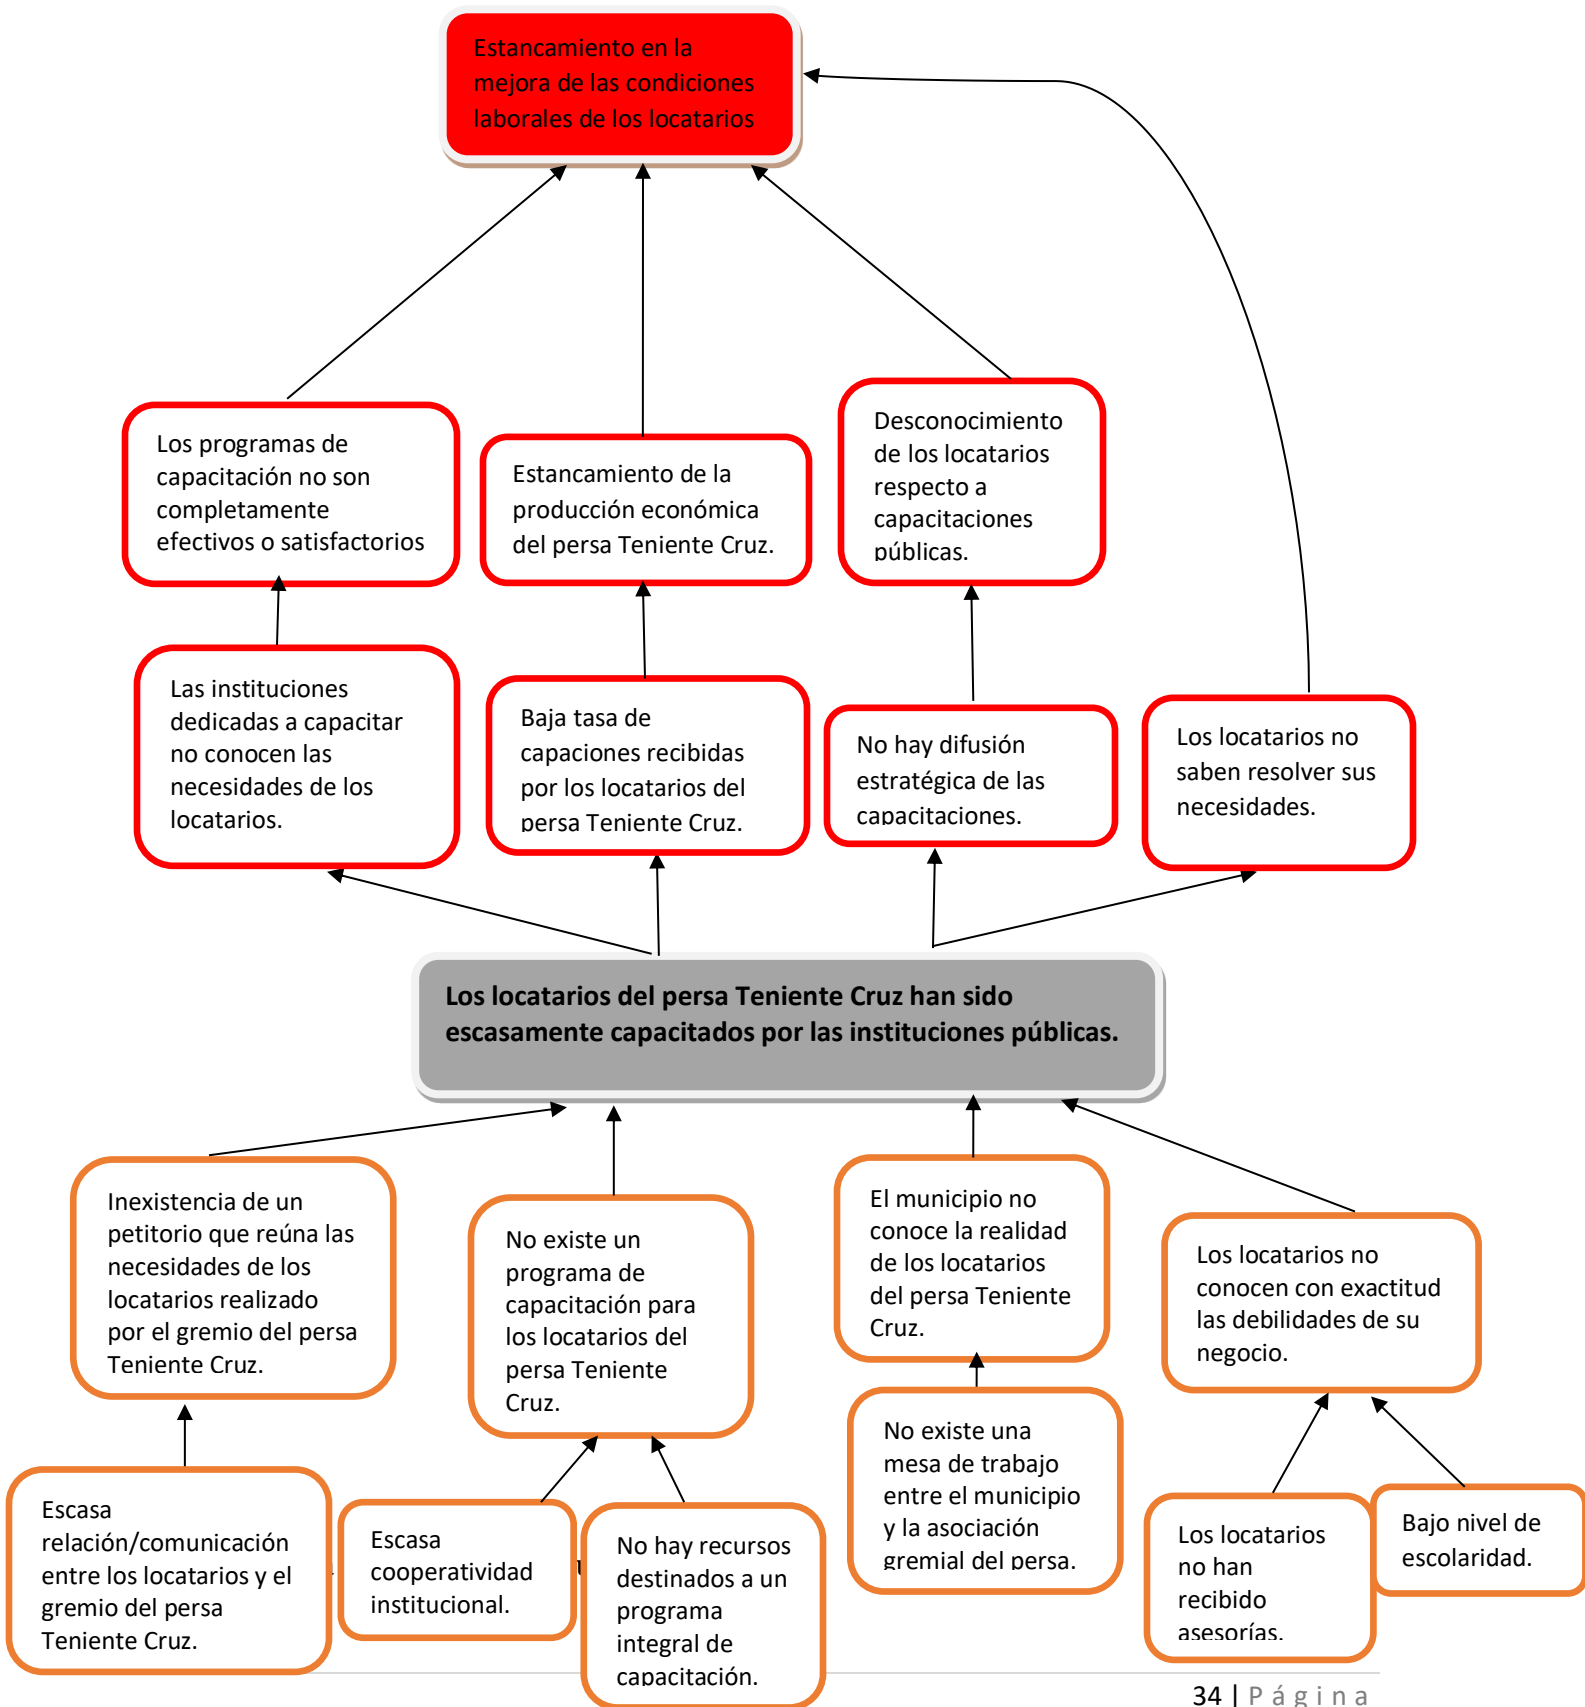 Estancamiento en la
mejora de las condiciones
laborales de los locatarios
Los programas de
capacitación no son
completamente
efectivos o satisfactorios
Estancamiento de la
producción económica
del persa Teniente Cruz.
Desconocimiento
de los locatarios
respecto a
capacitaciones
públicas.
Las instituciones
dedicadas a capacitar
no conocen las
necesidades de los
locatarios.
Baja tasa de
capaciones recibidas
por los locatarios del
persa Teniente Cruz.
No hay difusión
estratégica de las
capacitaciones.
Los locatarios no
saben resolver sus
necesidades.
Los locatarios del persa Teniente Cruz han sido
escasamente capacitados por las instituciones públicas.
Inexistencia de un
petitorio que reúna las
necesidades de los
locatarios realizado
por el gremio del persa
Teniente Cruz.
No existe un
programa de
capacitación para
los locatarios del
persa Teniente
Cruz.
El municipio no
conoce la realidad
de los locatarios
del persa Teniente
Cruz.
Los locatarios no
conocen con exactitud
las debilidades de su
negocio.
Escasa
relación/comunicación
entre los locatarios y el
gremio del persa
Teniente Cruz.
Escasa
cooperatividad
institucional.
No hay recursos
destinados a un
programa
integral de
capacitación.
No existe una
mesa de trabajo
entre el municipio
y la asociación
gremial del persa.
Los locatarios
no han
recibido
asesorías.
Bajo nivel de
escolaridad.
34 | Página